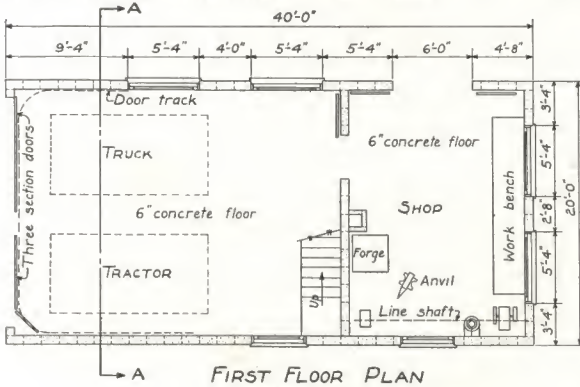 A
40'-0"
9'-4" 5'-4" 4'-0" 5'-4" 5'-4" 6'-0" 4'-8"
Door track
3'-4"
6" concrete floor
TRUCK
5'-4"
Three section doors
20'-0"
6" concrete floor
SHOP
Work bench
2'-8"
Forge
TRACTOR
5'-4"
Anvil
Up
Line shaft
3'-4"
A
FIRST FLOOR PLAN